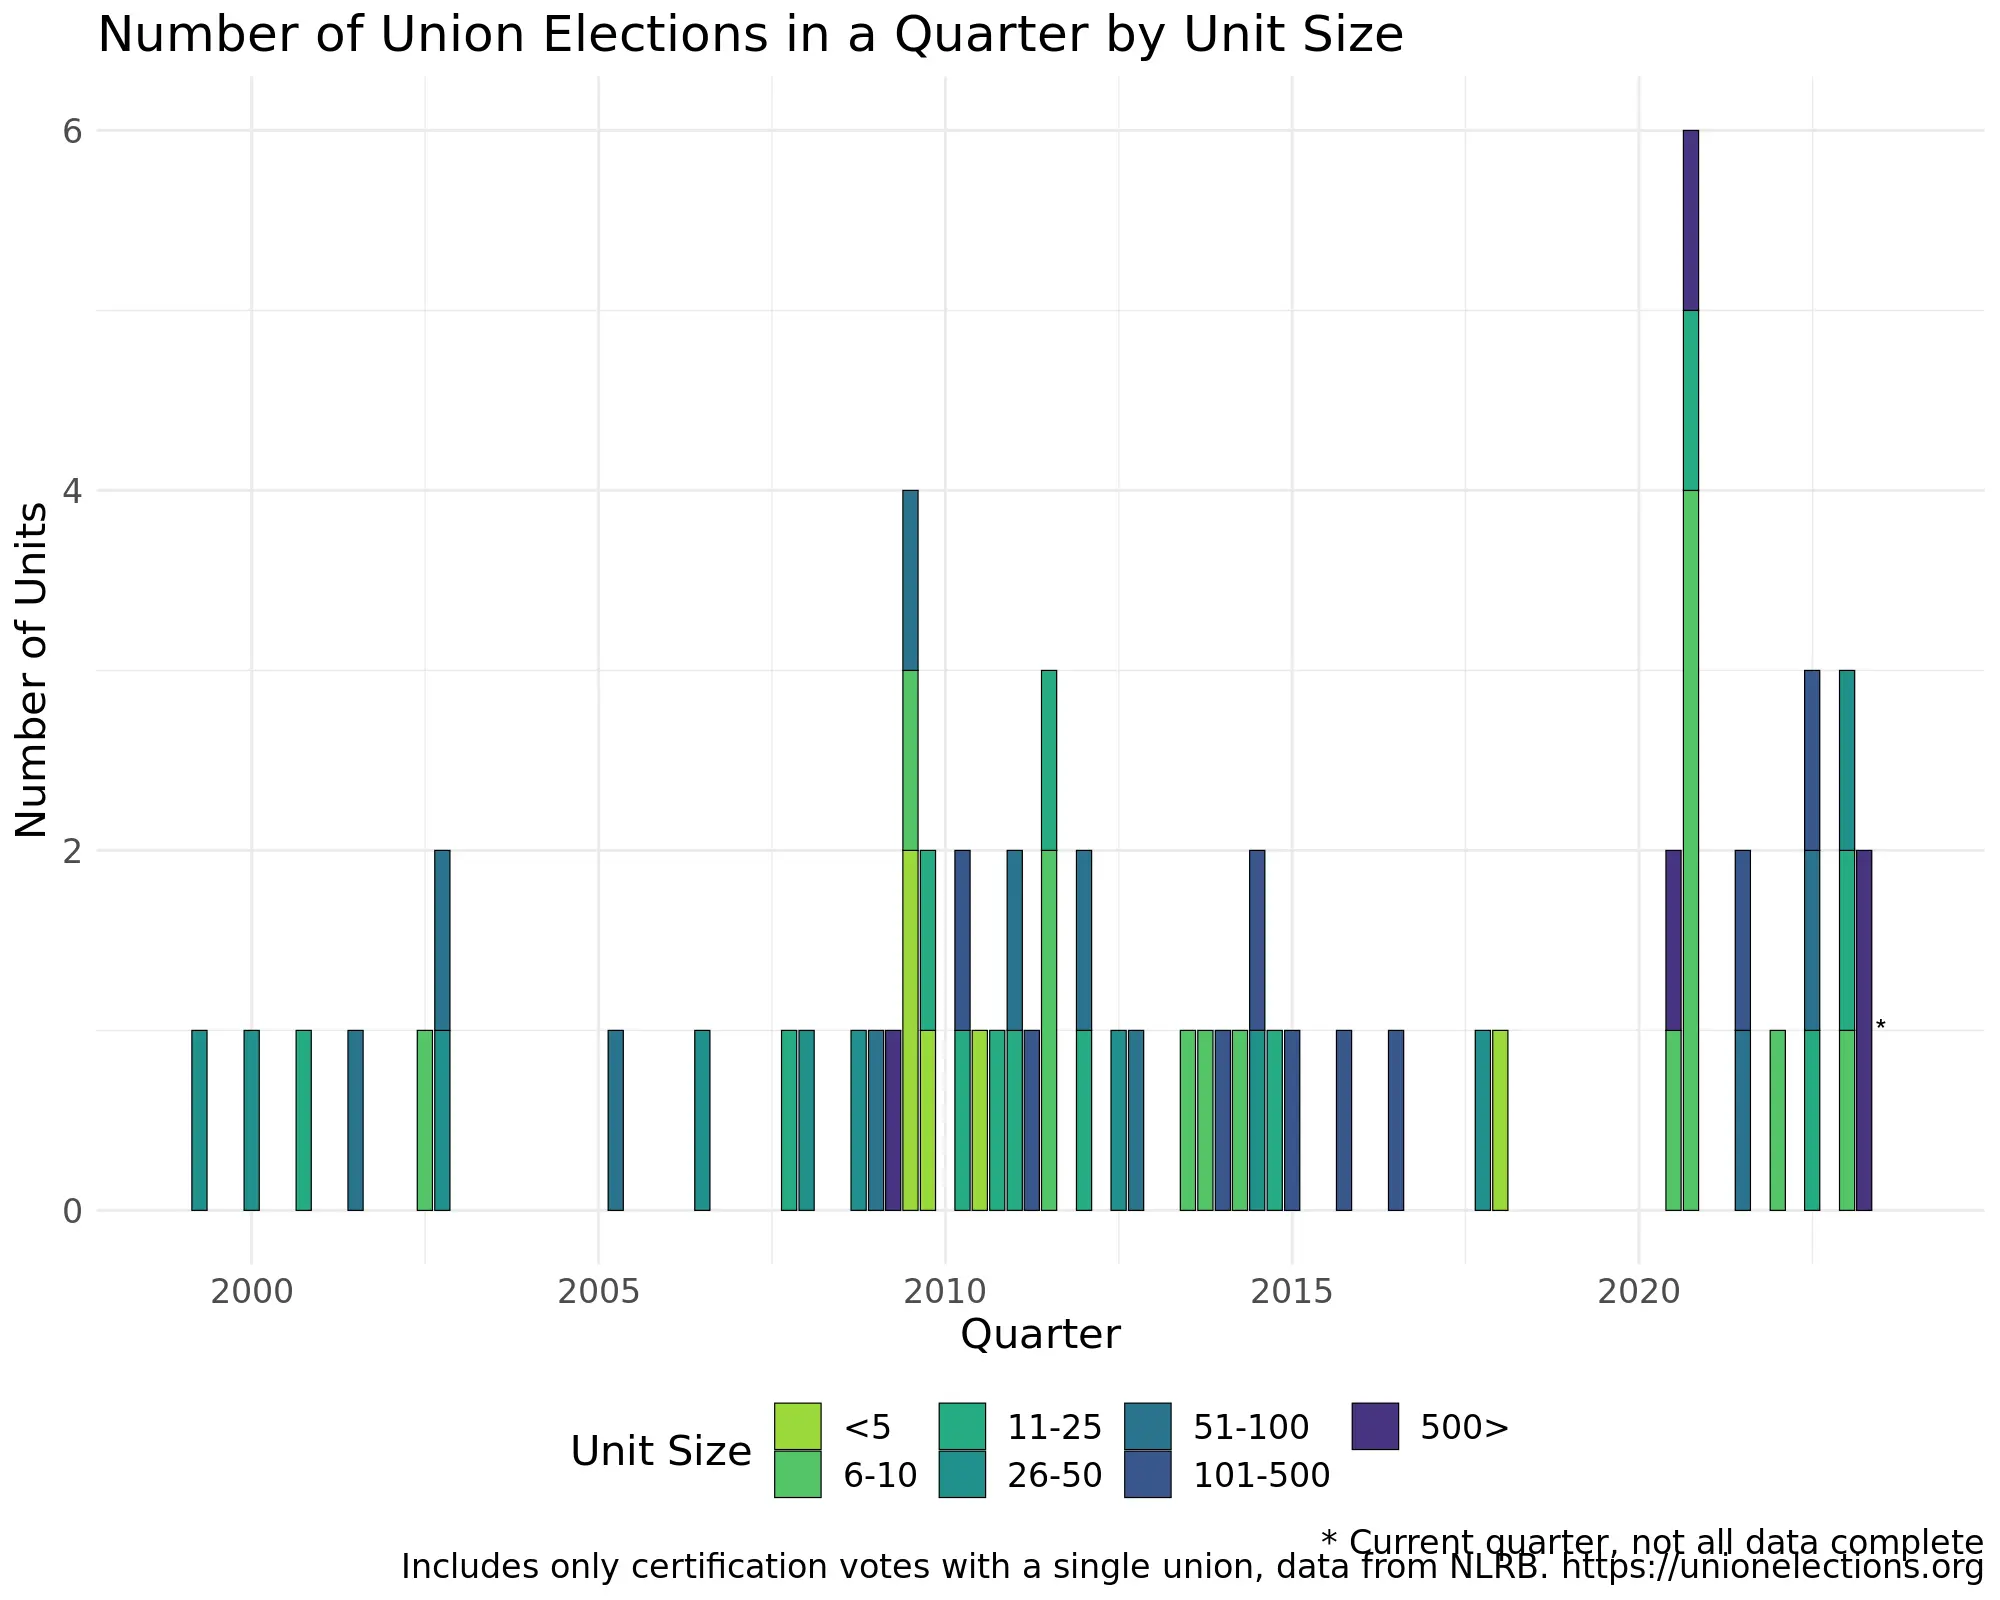 Number of Union Elections in a Quarter by Unit Size
6
4
2
0
Number of Units
*
2000 2005 2010 2015 2020
Quarter
Unit Size
<5 11-25 51-100 500>
6-10 26-50 101-500
* Current quarter, not all data complete
Includes only certification votes with a single union, data from NLRB. https://unionelections.org